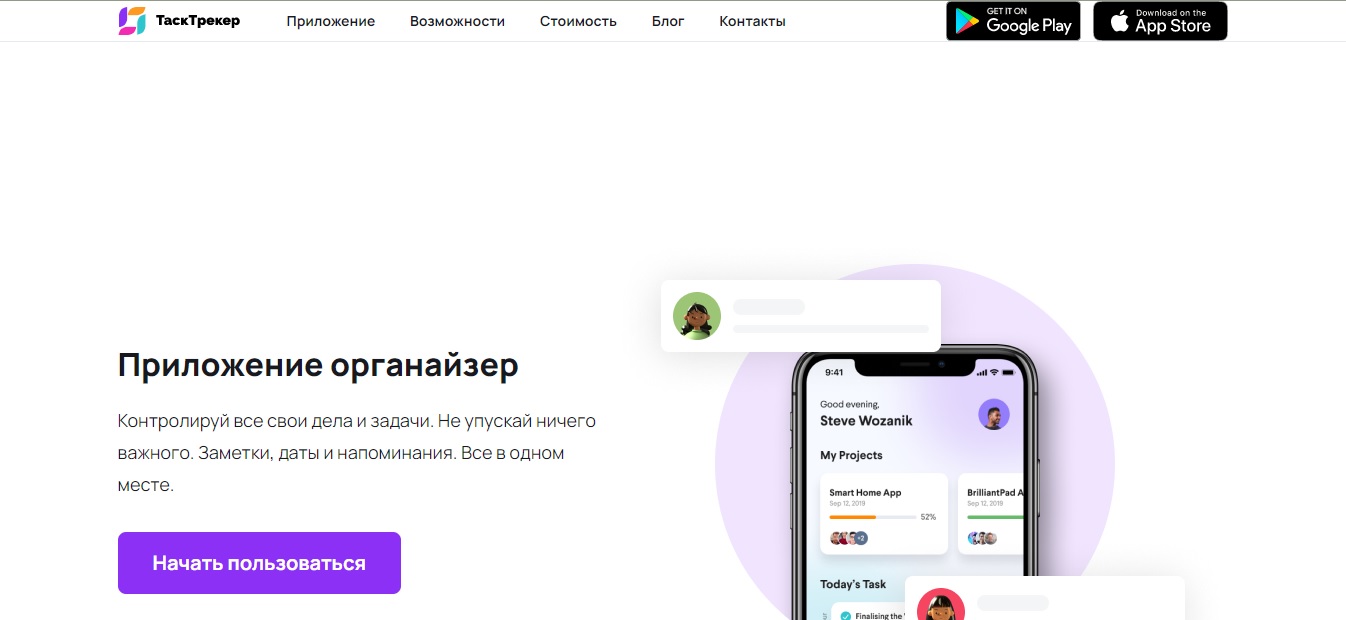 ТаскТрекер
Приложение
Возможности
Стоимость
Блог
Контакты
GET IT ON
Google Play
Download on the
App Store
Приложение органайзер
Контролируй все свои дела и задачи. Не упускай ничего
важного. Заметки, даты и напоминания. Все в одном
месте.
Начать пользоваться
9:41
Good evening,
Steve Wozanik
My Projects
Smart Home App
Sep 12, 2019
52%
+2
BrilliantPad A
Sep 12, 2019
Today's Task
Finalising the